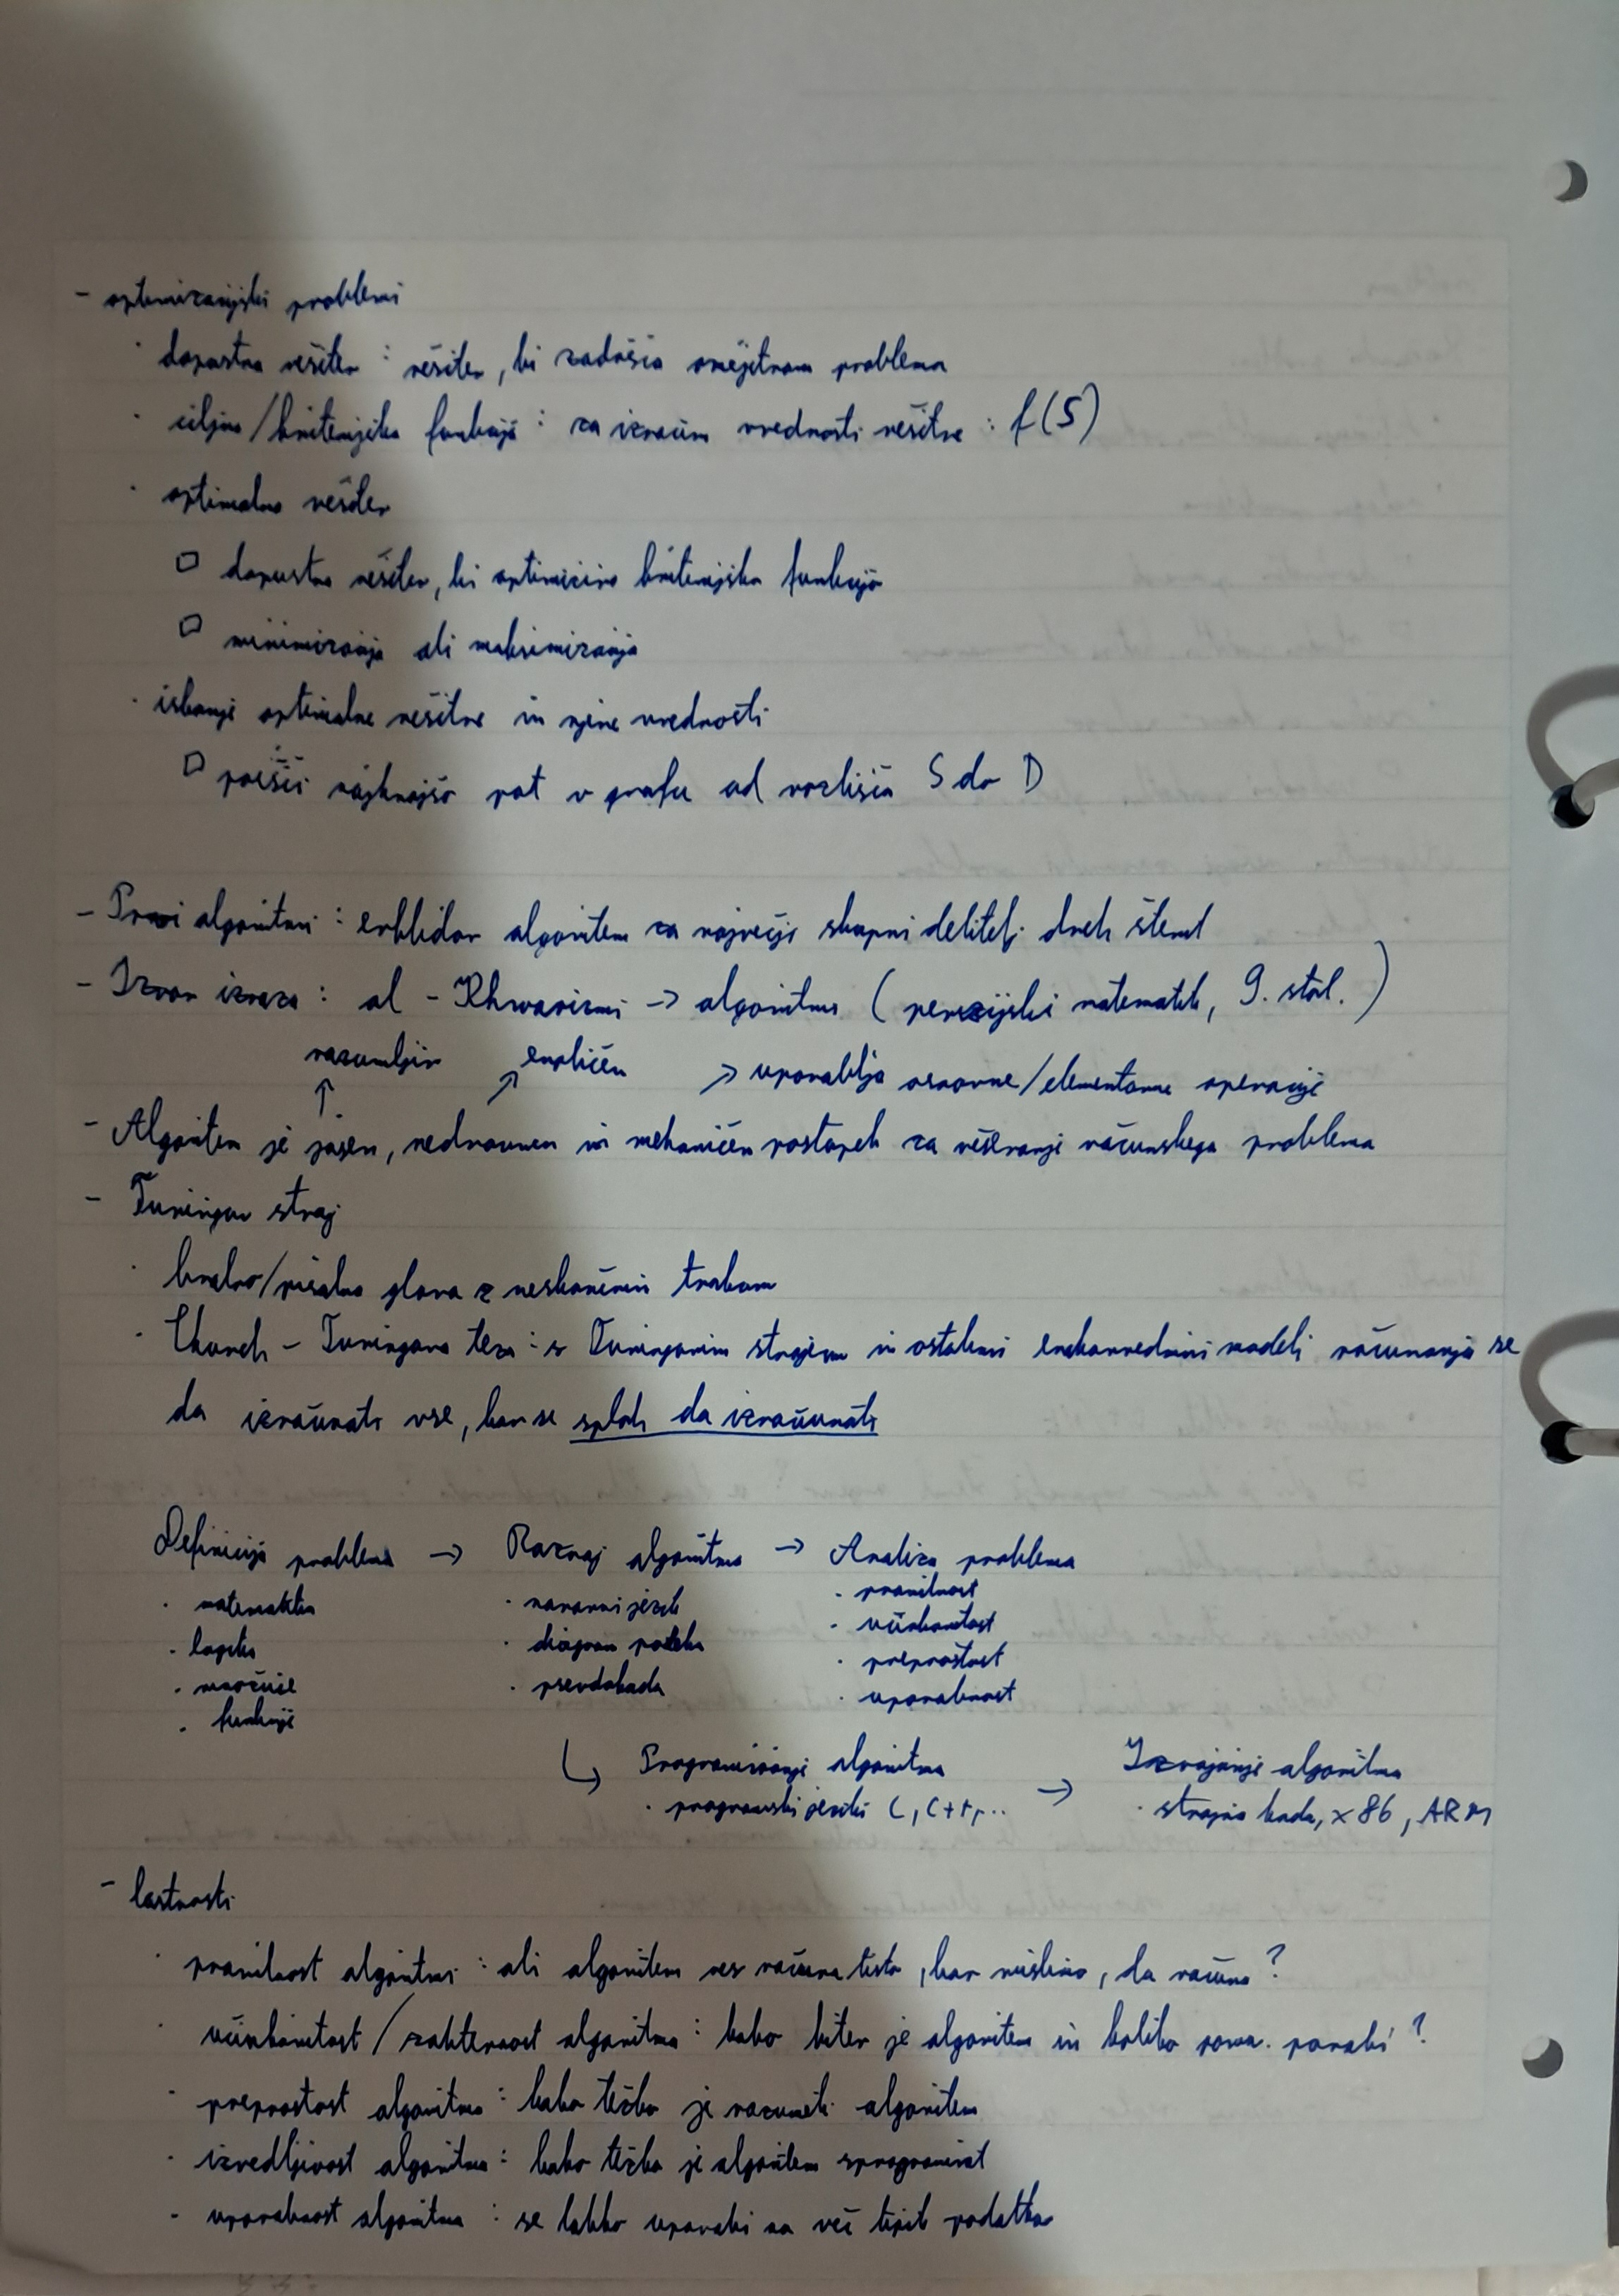 - optimizacijski problemi
· dopustna rešitev : rešitev, ki zadošča omejitvam problema
· ciljna/kriterijska funkcija : za izračun vrednosti rešitve : f(S)
· optimalna rešitev
▫ dopustna rešitev, ki optimizira kriterijsko funkcijo
▫ minimizacija ali maksimizacija
· iskanje optimalne rešitve in njene vrednosti
▫ poišči najkrajšo pot v grafu od vozlišča S do D
- Prvi algoritmi : evklidov algoritem za največji skupni delitelj dveh števil
- Izvor izraza : al - Khwarizmi → algoritmus ( perzijski matematik, 9. stol. )
razumljiv enoličen → uporablja osnovne/elementarne operacije
↑ ↗
- Algoritem je jasen, nedvoumen in mehaničen postopek za reševanje računskega problema
- Turingov stroj
· bralno/pisalna glava z neskončnim trakom
· Church - Turingova teza : s Turingovim strojem in ostalimi enakovrednimi modeli računanja se
da izračunati vse, kar se sploh da izračunati
Definicija problema → Razvoj algoritma → Analiza problema
· matematika · naravni jezik · pravilnost
· logika · diagram poteka · učinkovitost
· množice · psevdokoda · preprostost
· funkcije · uporabnost
↳ Programiranje algoritma → Izvajanje algoritma
· programski jeziki C, C++, .. · strojna koda, x86, ARM
- lastnosti
· pravilnost algoritmi : ali algoritem res računa tisto, kar mislimo, da računa ?
· učinkovitost / zahtevnost algoritma : kako hiter je algoritem in koliko pom. porabi ?
· preprostost algoritma : kako težko je razumeti algoritem
· izvedljivost algoritma : kako težko je algoritem sprogramirat
· uporabnost algoritma : se lahko uporabi na več tipih podatkov